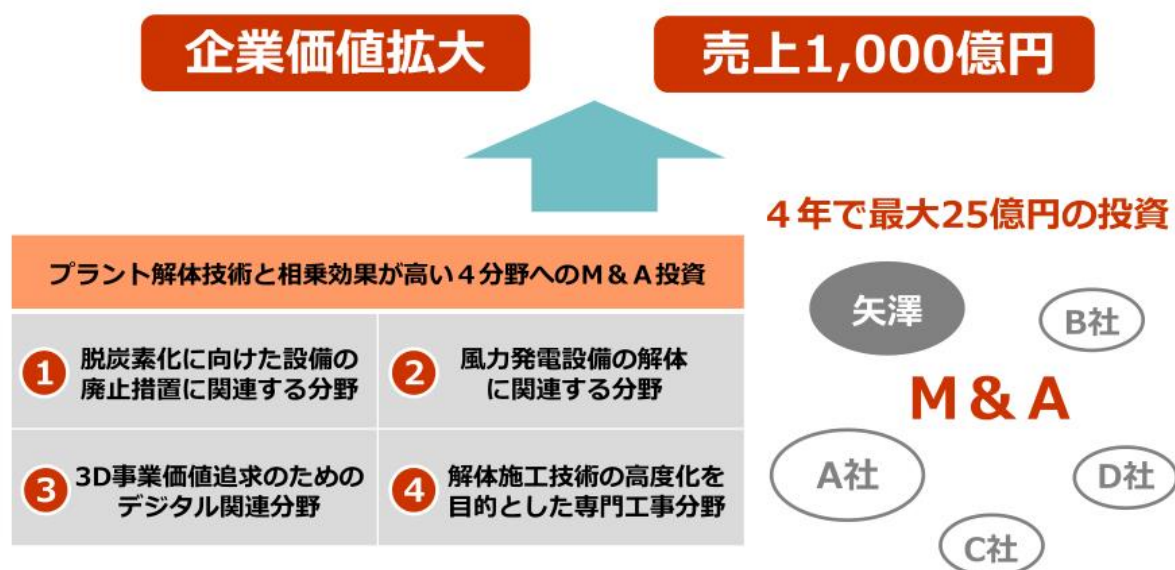 企業価値拡大
売上1,000億円
4年で最大25億円の投資
プラント解体技術と相乗効果が高い4分野へのM&A投資
1
脱炭素化に向けた設備の
廃止措置に関連する分野
2
風力発電設備の解体
に関連する分野
3
3D事業価値追求のための
デジタル関連分野
4
解体施工技術の高度化を
目的とした専門工事分野
矢澤
B社
M&A
A社
D社
C社